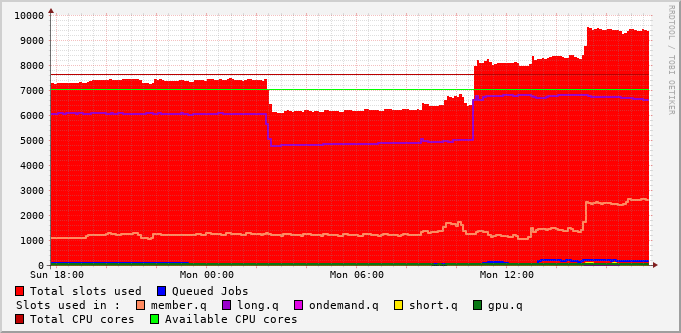 10000
9000
8000
7000
6000
5000
4000
3000
2000
1000
0
Sun 18:00 Mon 00:00 Mon 06:00 Mon 12:00
RRDTOOL / TOBI OETIKER
Total slots used Queued Jobs
Slots used in : member.q long.q ondemand.q short.q gpu.q
Total CPU cores Available CPU cores